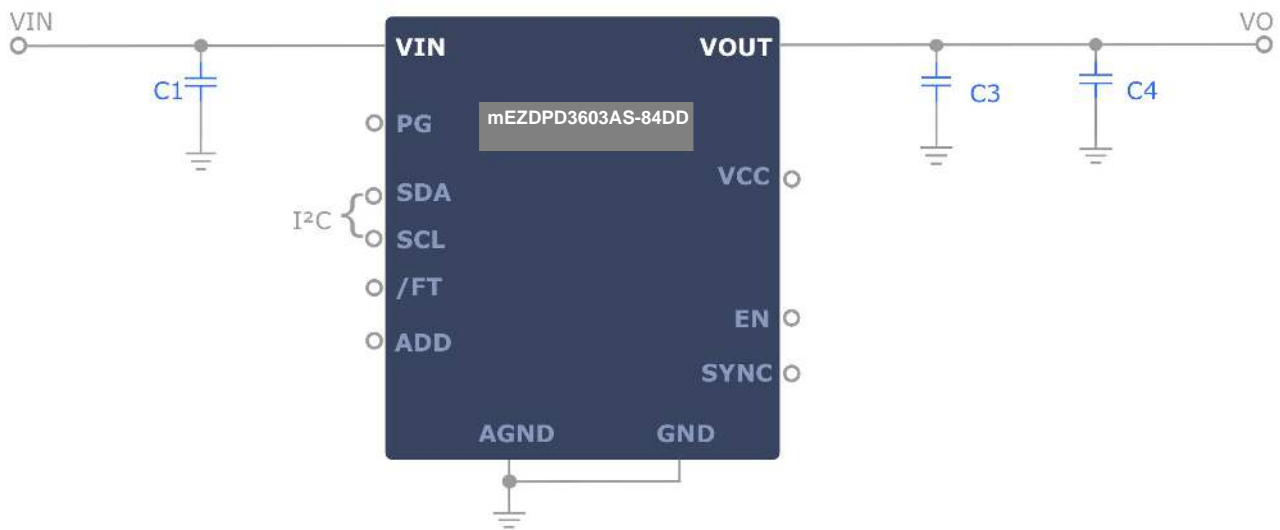 VIN
VO
VIN
VOUT
C1
C3
C4
mEZDPD3603AS-84DD
PG
VCC
SDA
I²C
SCL
/FT
EN
ADD
SYNC
AGND
GND